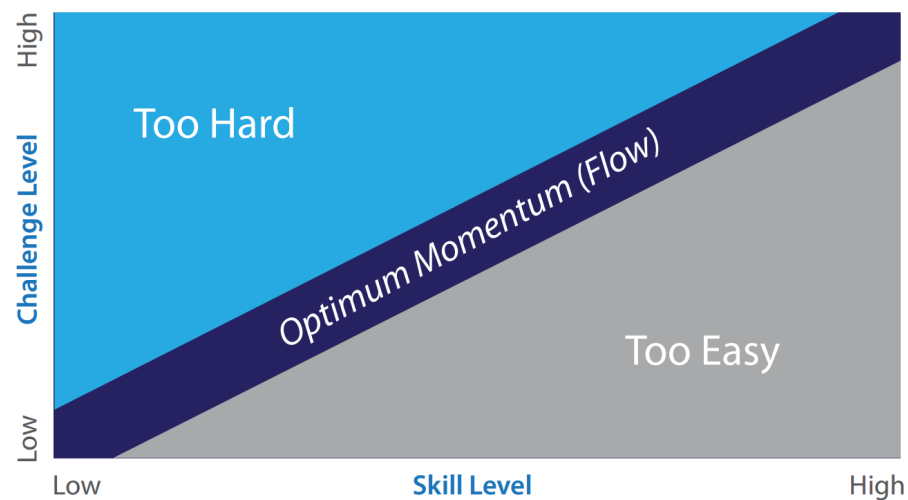 High
Too Hard
Challenge Level
Optimum Momentum (Flow)
Too Easy
Low
Low
Skill Level
High